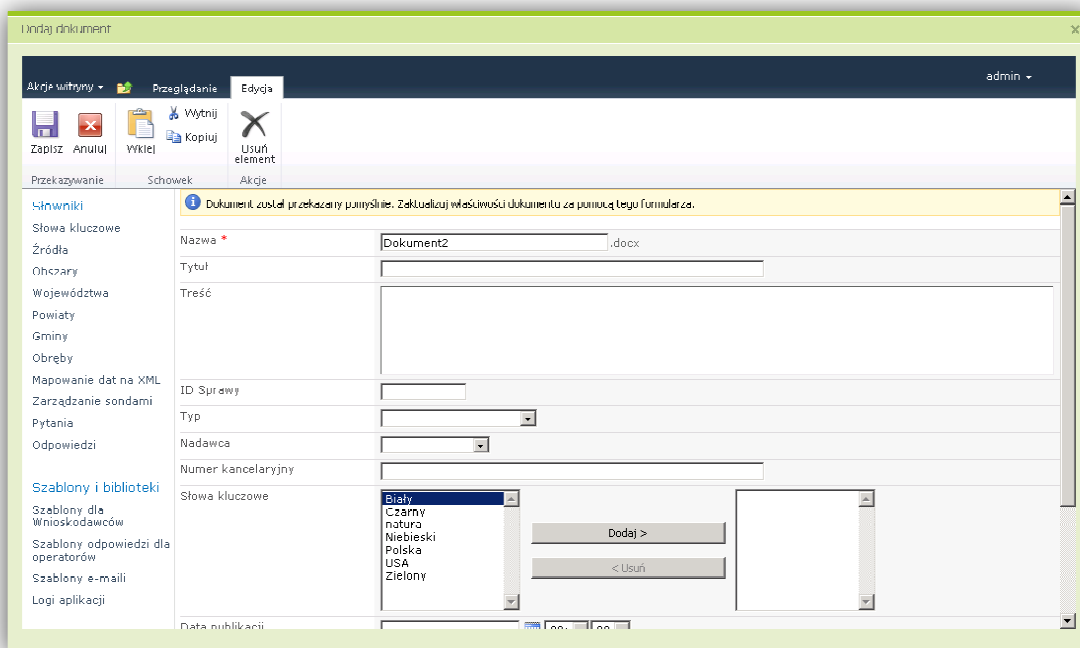 Dodaj dokument
Akcje witryny
Przeglądanie
Edycja
admin
Zapisz
Anuluj
Wklej
Wytnij
Kopiuj
Usuń
element
Przekazywanie
Schowek
Akcje
Słowniki
Słowa kluczowe
Źródła
Obszary
Województwa
Powiaty
Gminy
Obręby
Mapowanie dat na XML
Zarządzanie sondami
Pytania
Odpowiedzi
Szablony i biblioteki
Szablony dla
Wnioskodawców
Szablony odpowiedzi dla
operatorów
Szablony e-maili
Logi aplikacji
Dokument został przekazany pomyślnie. Zaktualizuj właściwości dokumentu za pomocą tego formularza.
Nazwa *
Dokument2 .docx
Tytuł
Treść
ID Sprawy
Typ
Nadawca
Numer kancelaryjny
Słowa kluczowe
Biały
Czarny
natura
Niebieski
Polska
USA
Zielony
Dodaj >
< Usuń
Data publikacji